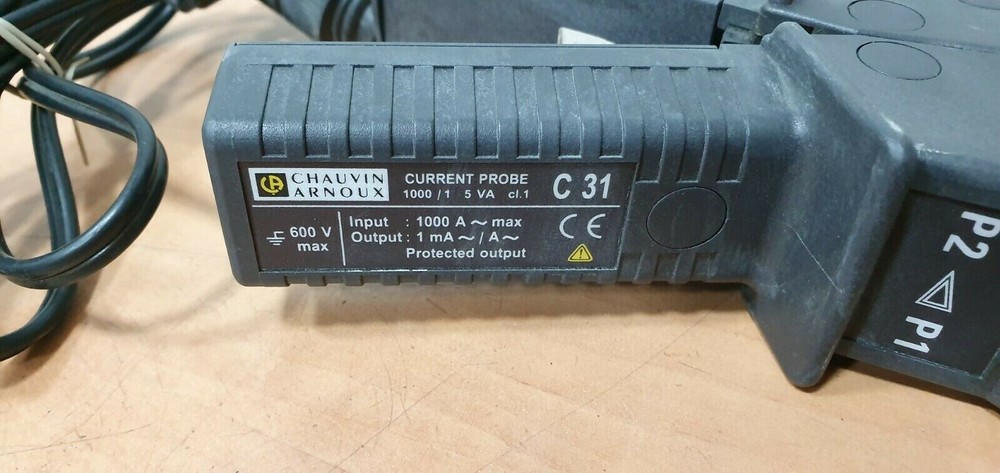 CHAUVIN
ARNOUX
CURRENT PROBE
1000 / 1 5 VA cl.1
C 31
600 V
max
Input : 1000 A ~ max
Output : 1 mA ~ / A ~
Protected output
CE
P2
P1